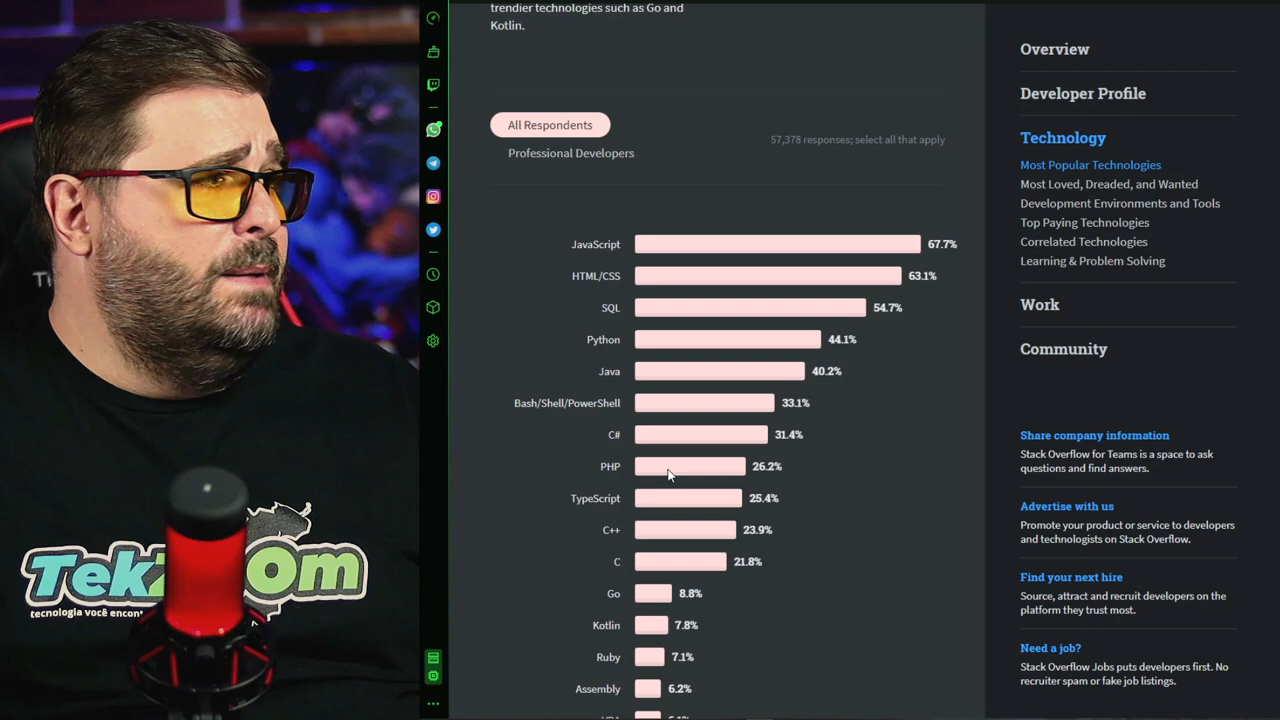 trendier technologies such as Go and
Kotlin.
All Respondents
Professional Developers
57,378 responses; select all that apply
JavaScript 67.7%
HTML/CSS 63.1%
SQL 54.7%
Python 44.1%
Java 40.2%
Bash/Shell/PowerShell 33.1%
C# 31.4%
PHP 26.2%
TypeScript 25.4%
C++ 23.9%
C 21.8%
Go 8.8%
Kotlin 7.8%
Ruby 7.1%
Assembly 6.2%
Overview
Developer Profile
Technology
Most Popular Technologies
Most Loved, Dreaded, and Wanted
Development Environments and Tools
Top Paying Technologies
Correlated Technologies
Learning & Problem Solving
Work
Community
Share company information
Stack Overflow for Teams is a space to ask
questions and find answers.
Advertise with us
Promote your product or service to developers
and technologists on Stack Overflow.
Find your next hire
Source, attract and recruit developers on the
platform they trust most.
Need a job?
Stack Overflow Jobs puts developers first. No
recruiter spam or fake job listings.